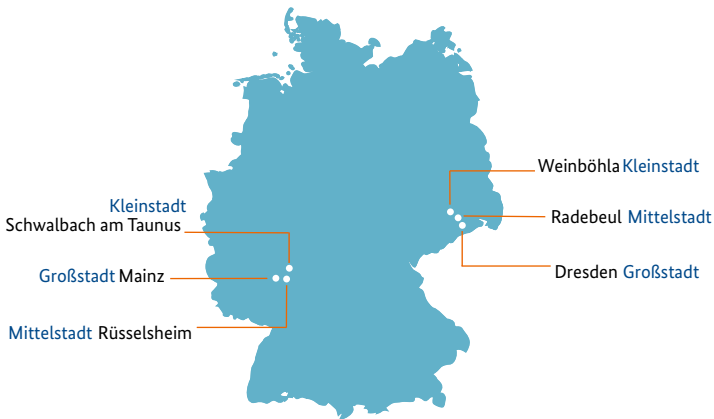 Kleinstadt
Schwalbach am Taunus
Großstadt Mainz
Mittelstadt Rüsselsheim
Weinböhla Kleinstadt
Radebeul Mittelstadt
Dresden Großstadt